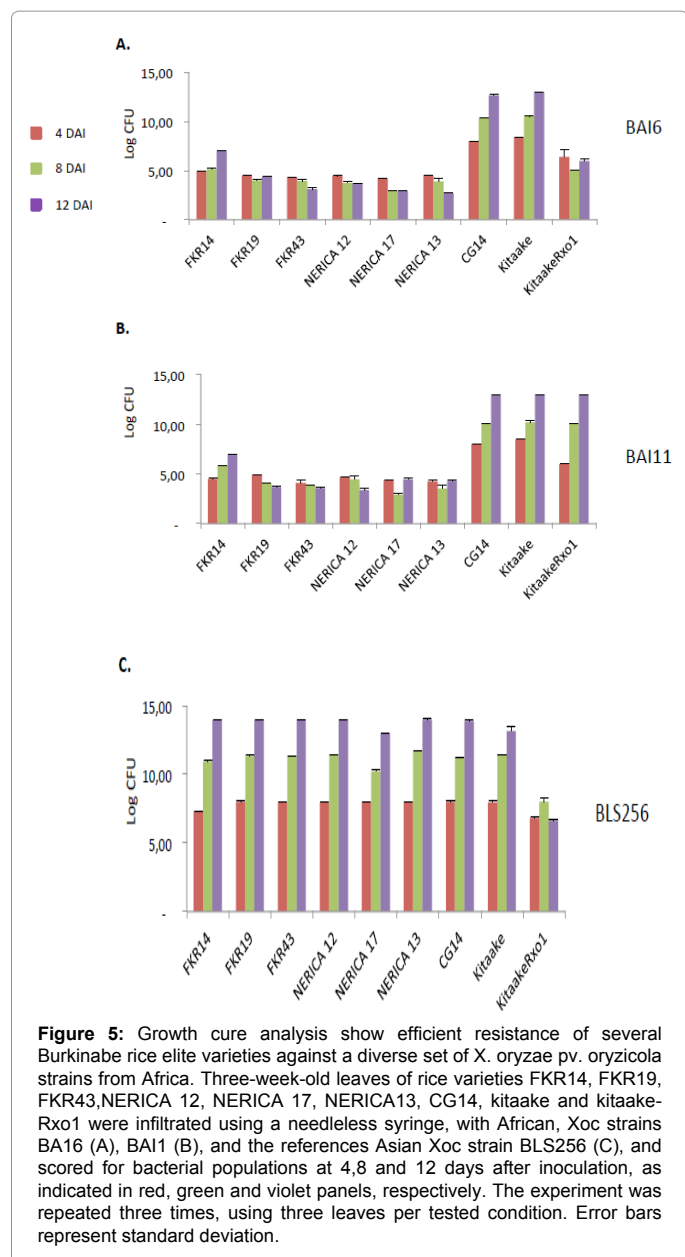 A.
15,00
10,00
5,00
-
Log CFU
4 DAI
8 DAI
12 DAI
BAI6
FKR14
FKR19
FKR43
NERICA 12
NERICA 17
NERICA 13
CG14
Kitaake
KitaakeRxo1
B.
15,00
10,00
5,00
-
Log CFU
BAI11
FKR14
FKR19
FKR43
NERICA 12
NERICA 17
NERICA 13
CG14
Kitaake
KitaakeRxo1
C.
15,00
10,00
5,00
-
Log CFU
BLS256
FKR14
FKR19
FKR43
NERICA 12
NERICA 17
NERICA 13
CG14
Kitaake
KitaakeRxo1
Figure 5: Growth cure analysis show efficient resistance of several
Burkinabe rice elite varieties against a diverse set of X. oryzae pv. oryzicola
strains from Africa. Three-week-old leaves of rice varieties FKR14, FKR19,
FKR43,NERICA 12, NERICA 17, NERICA13, CG14, kitaake and kitaake-
Rxo1 were infiltrated using a needleless syringe, with African, Xoc strains
BA16 (A), BAI1 (B), and the references Asian Xoc strain BLS256 (C), and
scored for bacterial populations at 4,8 and 12 days after inoculation, as
indicated in red, green and violet panels, respectively. The experiment was
repeated three times, using three leaves per tested condition. Error bars
represent standard deviation.